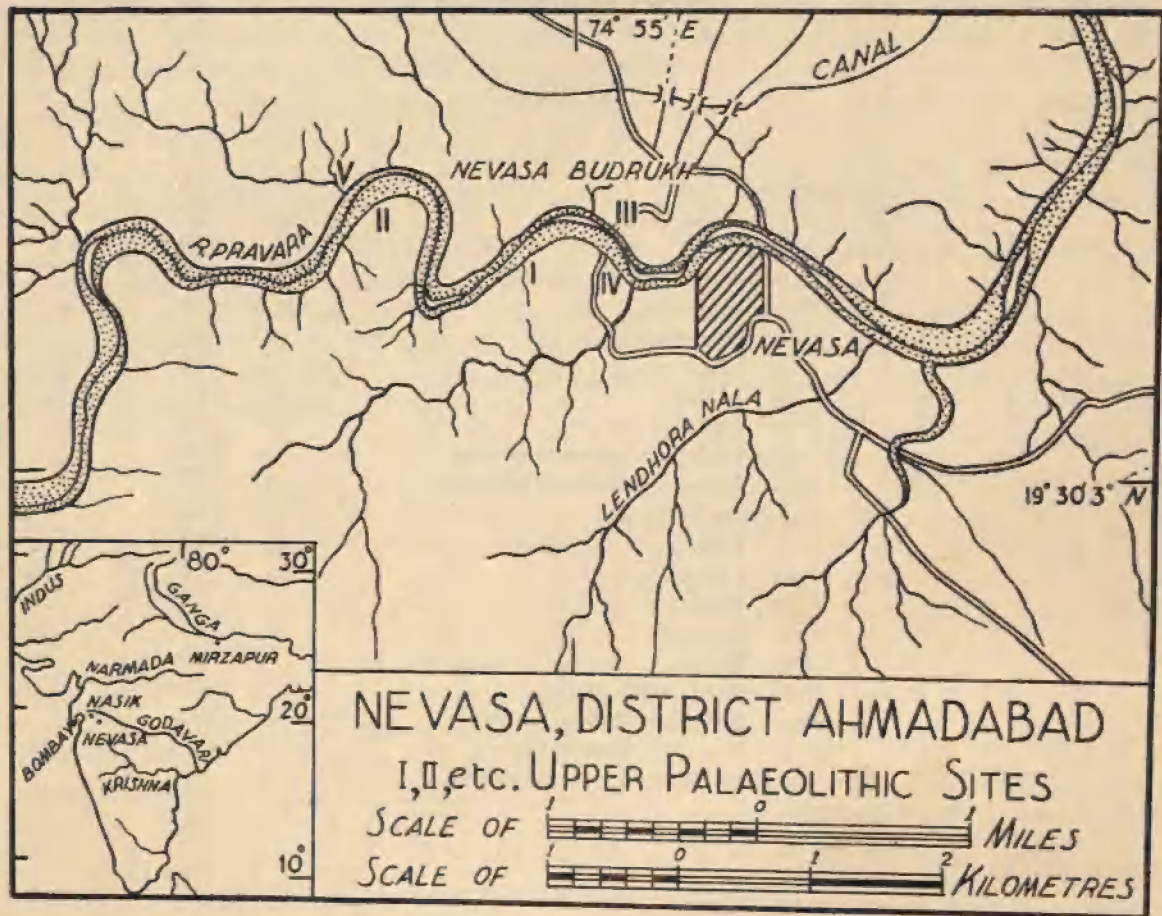 74° 55' E
CANAL
NEVASA BUDRUKH
V
III
II
R.PRAVARA
I
IV
NEVASA
LENDHORA NALA
19° 30' 3" N
80°
30°
INDUS
GANGA
NARMADA
MIRZAPUR
NASIK
20°
GODAVARI
BOMBAY
NEVASA
KRISHNA
10°
NEVASA, DISTRICT AHMADABAD
I, II, etc. UPPER PALAEOLITHIC SITES
1 0 1
SCALE OF MILES
1 0 1 2
SCALE OF KILOMETRES